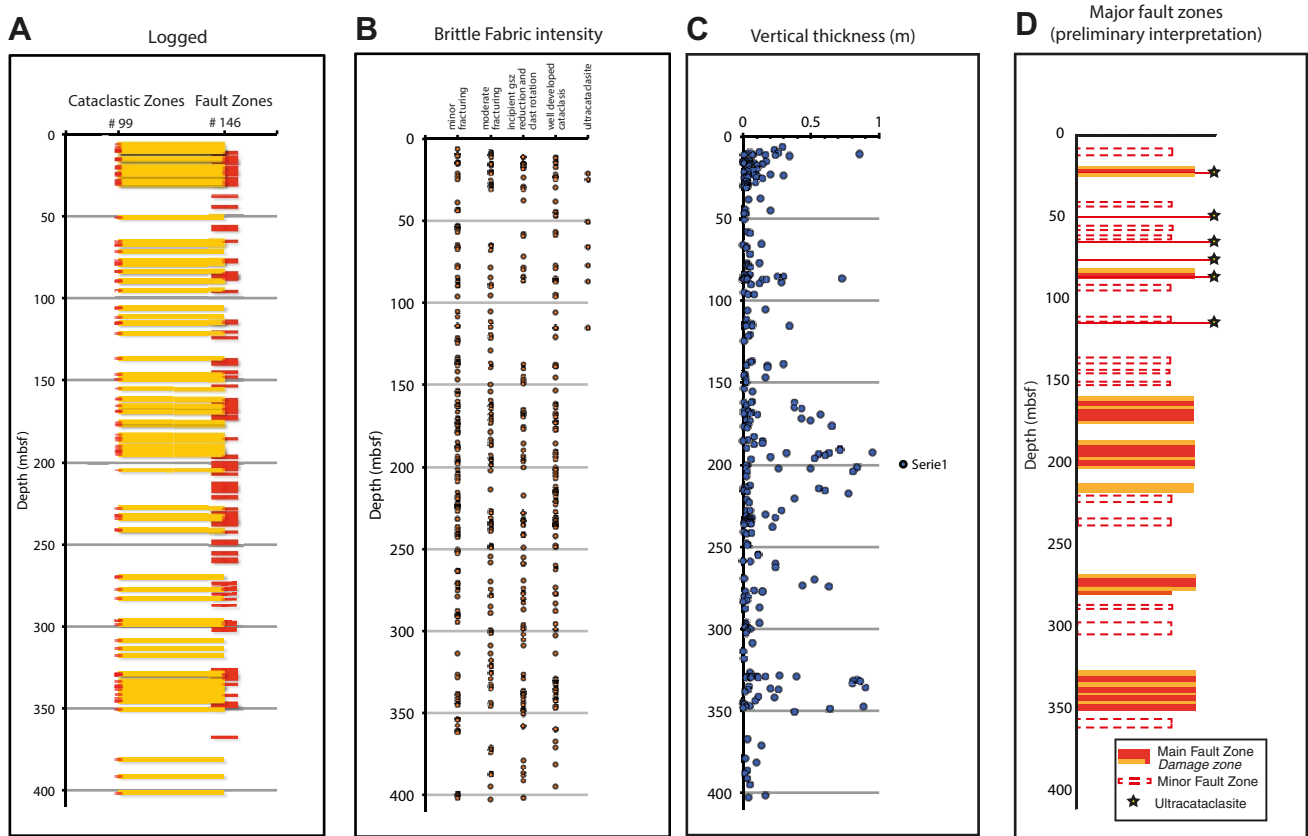 A
Logged
Cataclastic Zones
Fault Zones
# 99
# 146
0
50
100
150
200
250
300
350
400
Depth (mbsf)
B
Brittle Fabric intensity
minor
fracturing
moderate
fracturing
incipient gsz
reduction and
clast rotation
well developed
cataclasis
ultracataclasite
0
50
100
150
200
250
300
350
400
Depth (mbsf)
C
Vertical thickness (m)
0
0.5
1
0
50
100
150
200
250
300
350
400
Serie1
D
Major fault zones
(preliminary interpretation)
0
50
100
150
200
250
300
350
400
Depth (mbsf)
Main Fault Zone
Damage zone
Minor Fault Zone
Ultracataclasite